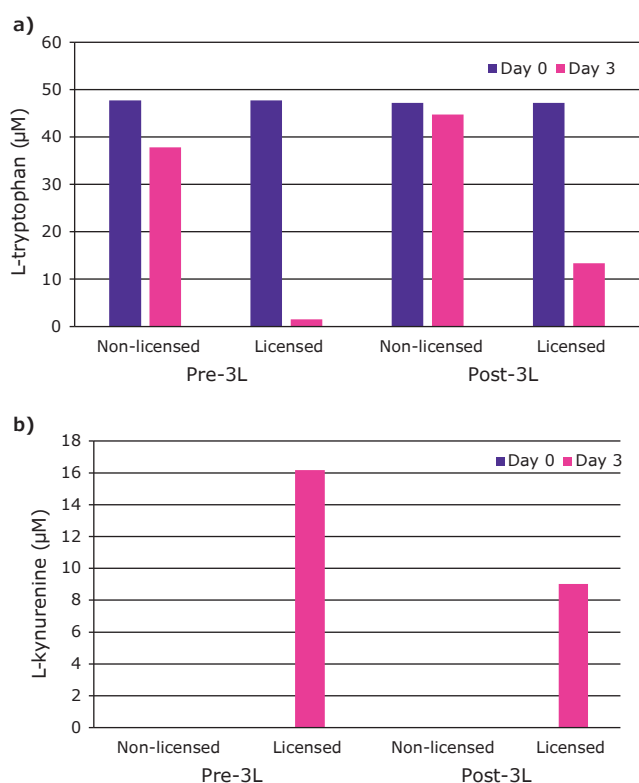 a)
60
50
40
30
20
10
0
L-tryptophan (µM)
Day 0 Day 3
Non-licensed Licensed Non-licensed Licensed
Pre-3L Post-3L
b)
18
16
14
12
10
8
6
4
2
0
L-kynurenine (µM)
Day 0 Day 3
Non-licensed Licensed Non-licensed Licensed
Pre-3L Post-3L